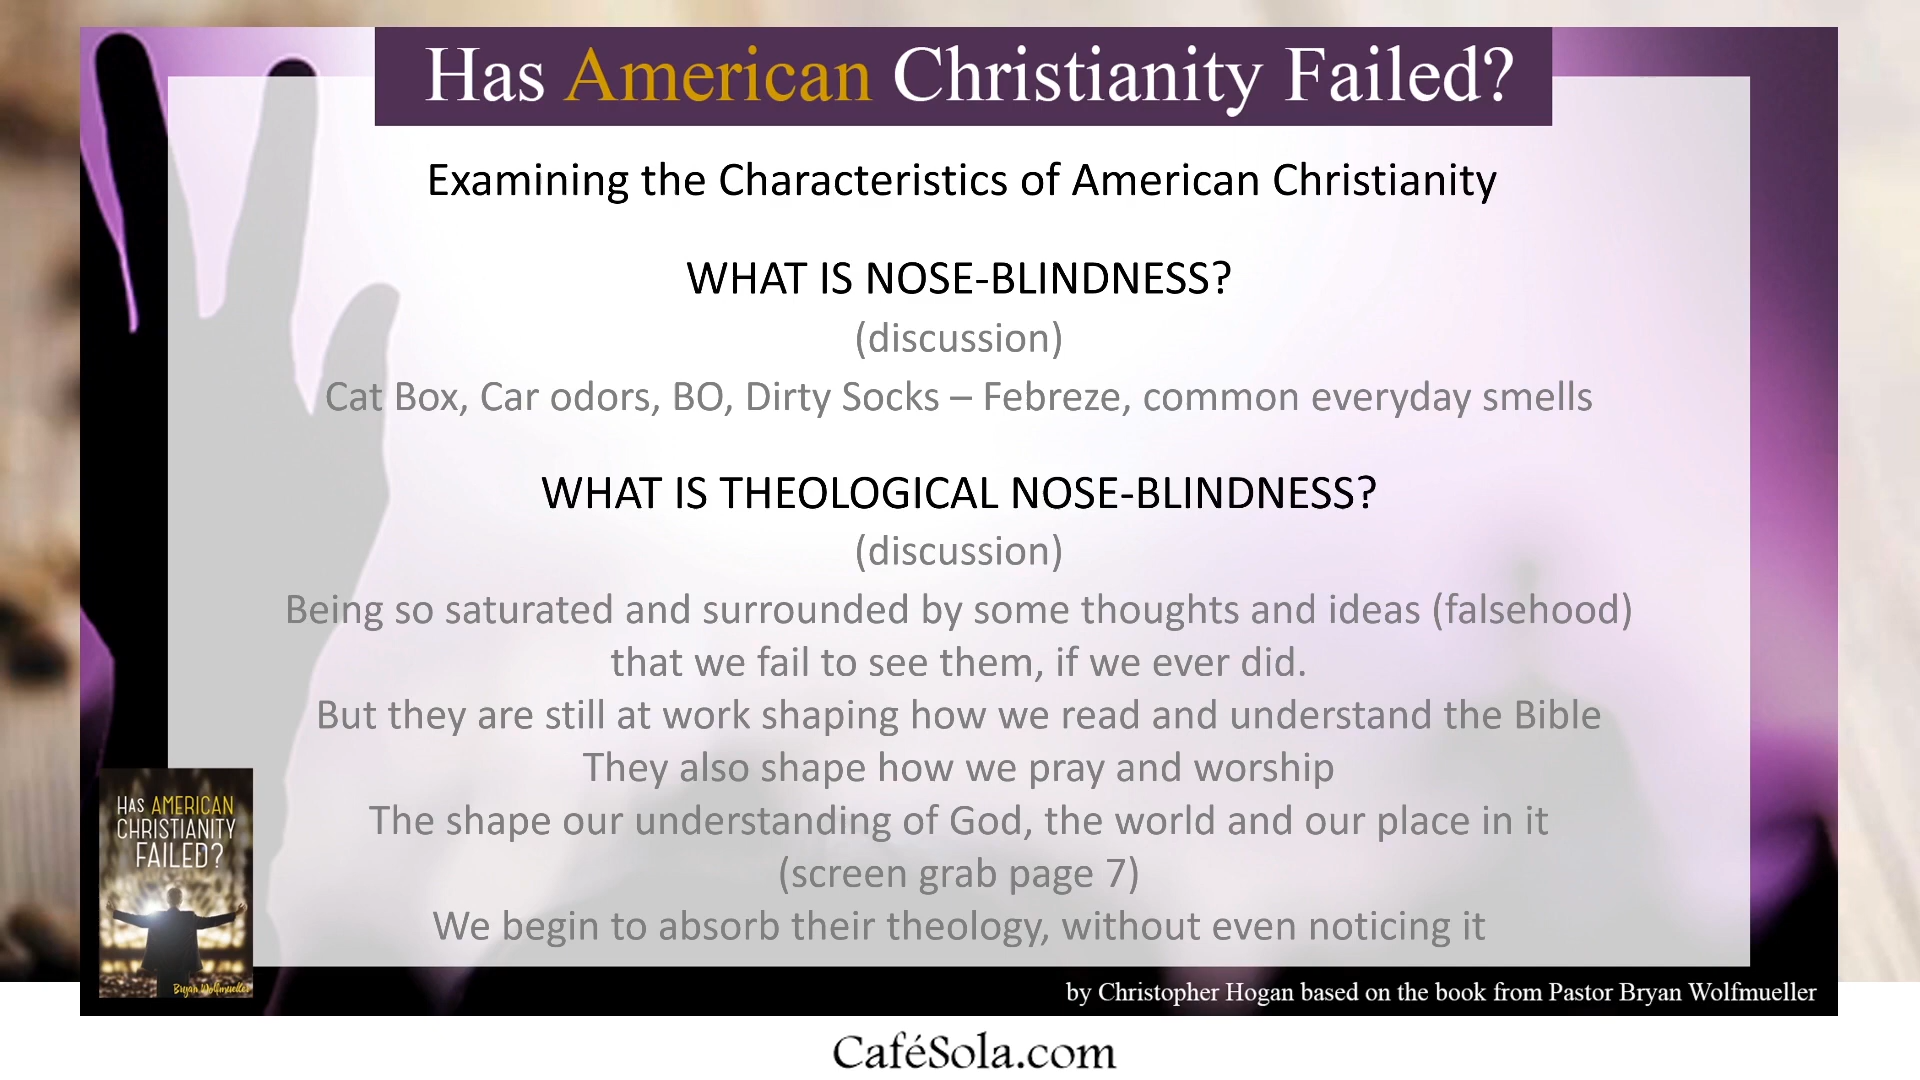 Has American Christianity Failed?
Examining the Characteristics of American Christianity
WHAT IS NOSE-BLINDNESS?
(discussion)
Cat Box, Car odors, BO, Dirty Socks – Febreze, common everyday smells
WHAT IS THEOLOGICAL NOSE-BLINDNESS?
(discussion)
Being so saturated and surrounded by some thoughts and ideas (falsehood)
that we fail to see them, if we ever did.
But they are still at work shaping how we read and understand the Bible
They also shape how we pray and worship
The shape our understanding of God, the world and our place in it
(screen grab page 7)
We begin to absorb their theology, without even noticing it
HAS AMERICAN
CHRISTIANITY
FAILED?
Bryan Wolfmueller
by Christopher Hogan based on the book from Pastor Bryan Wolfmueller
CaféSola.com